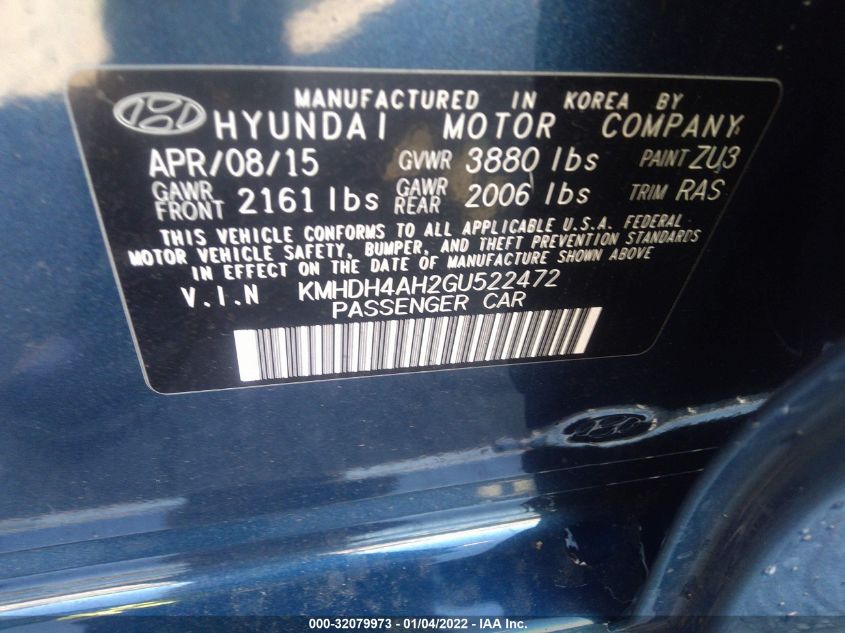 MANUFACTURED IN KOREA BY
HYUNDAI MOTOR COMPANY
APR/08/15 GVWR 3880 lbs PAINT ZU3
GAWR FRONT 2161 lbs GAWR REAR 2006 lbs TRIM RAS
THIS VEHICLE CONFORMS TO ALL APPLICABLE U.S.A. FEDERAL
MOTOR VEHICLE SAFETY, BUMPER, AND THEFT PREVENTION STANDARDS
IN EFFECT ON THE DATE OF MANUFACTURE SHOWN ABOVE
V.I.N KMHDH4AH2GU522472
PASSENGER CAR
000-32079973 - 01/04/2022 - © IAA Inc.